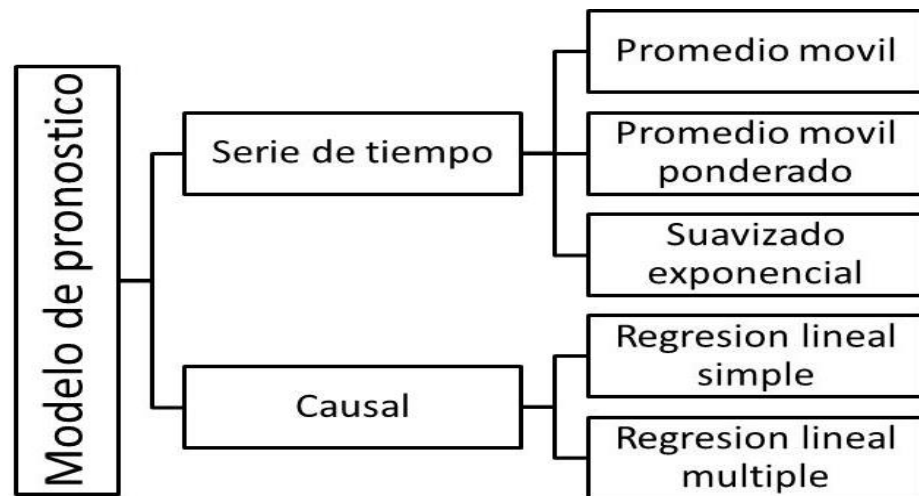 Modelo de pronostico
Serie de tiempo
Promedio movil
Promedio movil
ponderado
Suavizado
exponencial
Causal
Regresion lineal
simple
Regresion lineal
multiple